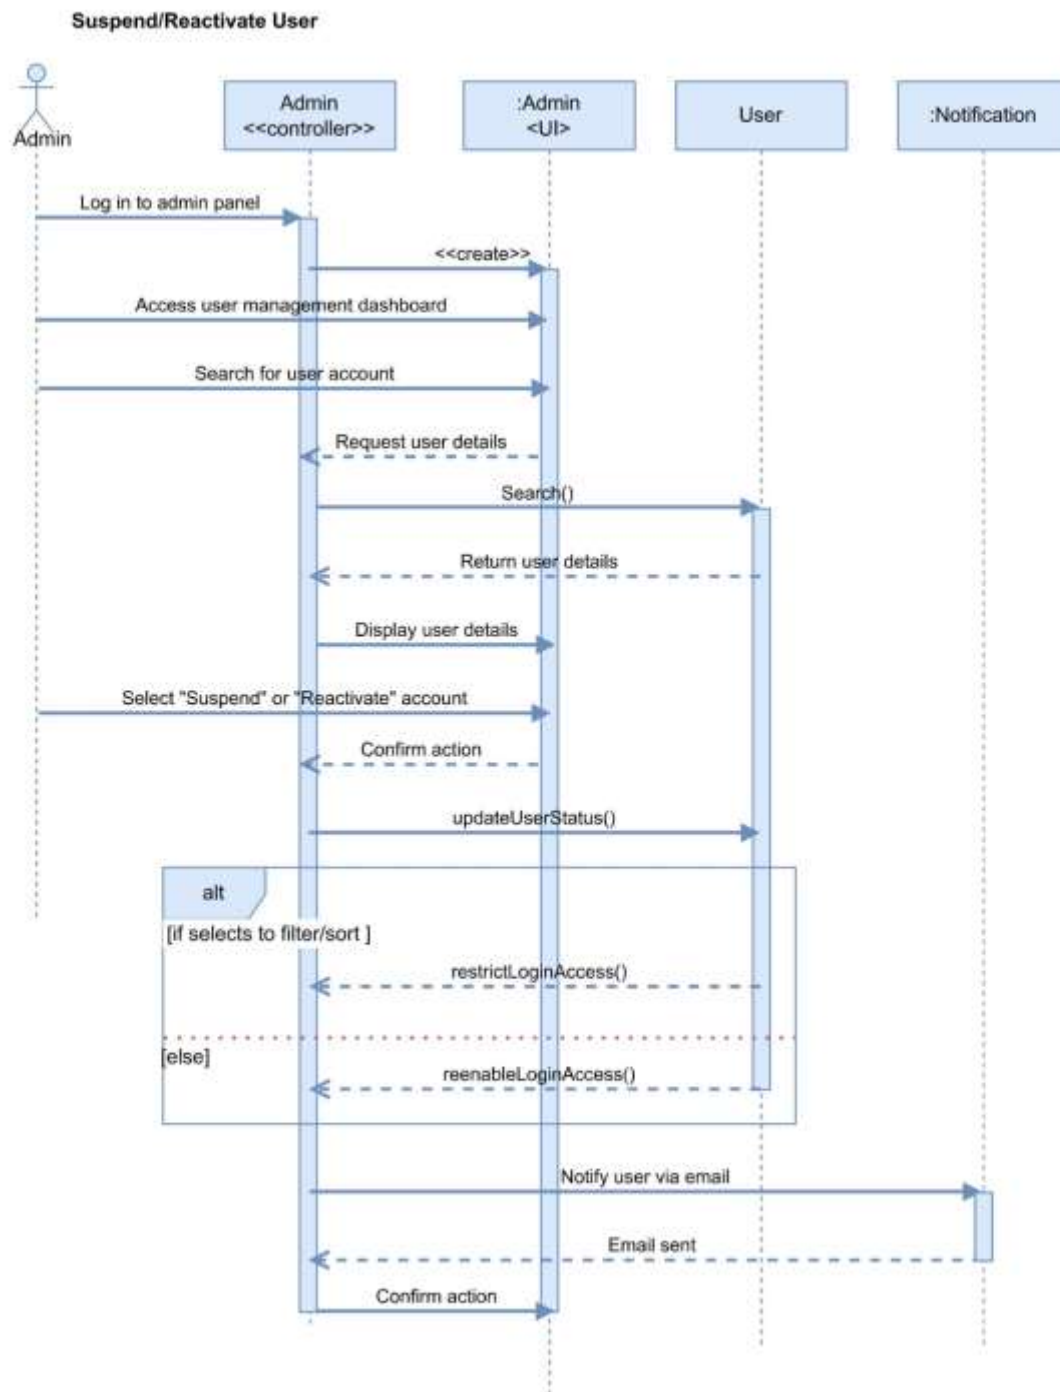 Suspend/Reactivate User
Admin
Admin
<<controller>>
:Admin
<UI>
User
:Notification
Log in to admin panel
<<create>>
Access user management dashboard
Search for user account
Request user details
Search()
Return user details
Display user details
Select "Suspend" or "Reactivate" account
Confirm action
updateUserStatus()
alt
[if selects to filter/sort ]
restrictLoginAccess()
[else]
reenableLoginAccess()
Notify user via email
Email sent
Confirm action